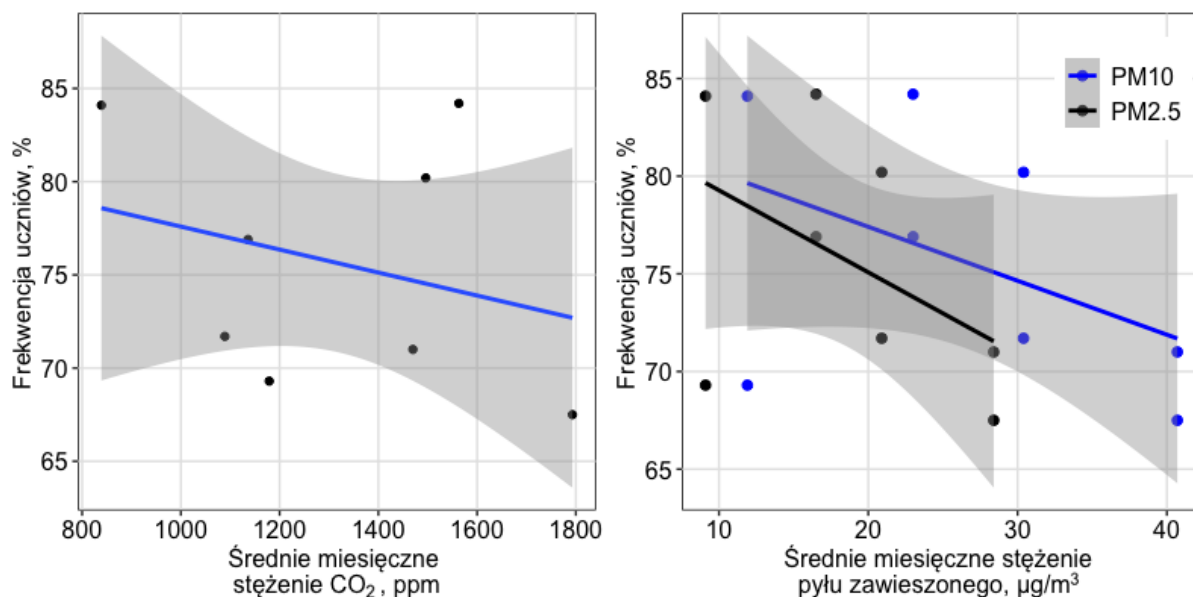 Frekwencja uczniów, %
85
80
75
70
65
800 1000 1200 1400 1600 1800
Średnie miesięczne
stężenie CO₂ , ppm
Frekwencja uczniów, %
85
80
75
70
65
10 20 30 40
Średnie miesięczne stężenie
pyłu zawieszonego, µg/m³
PM10
PM2.5